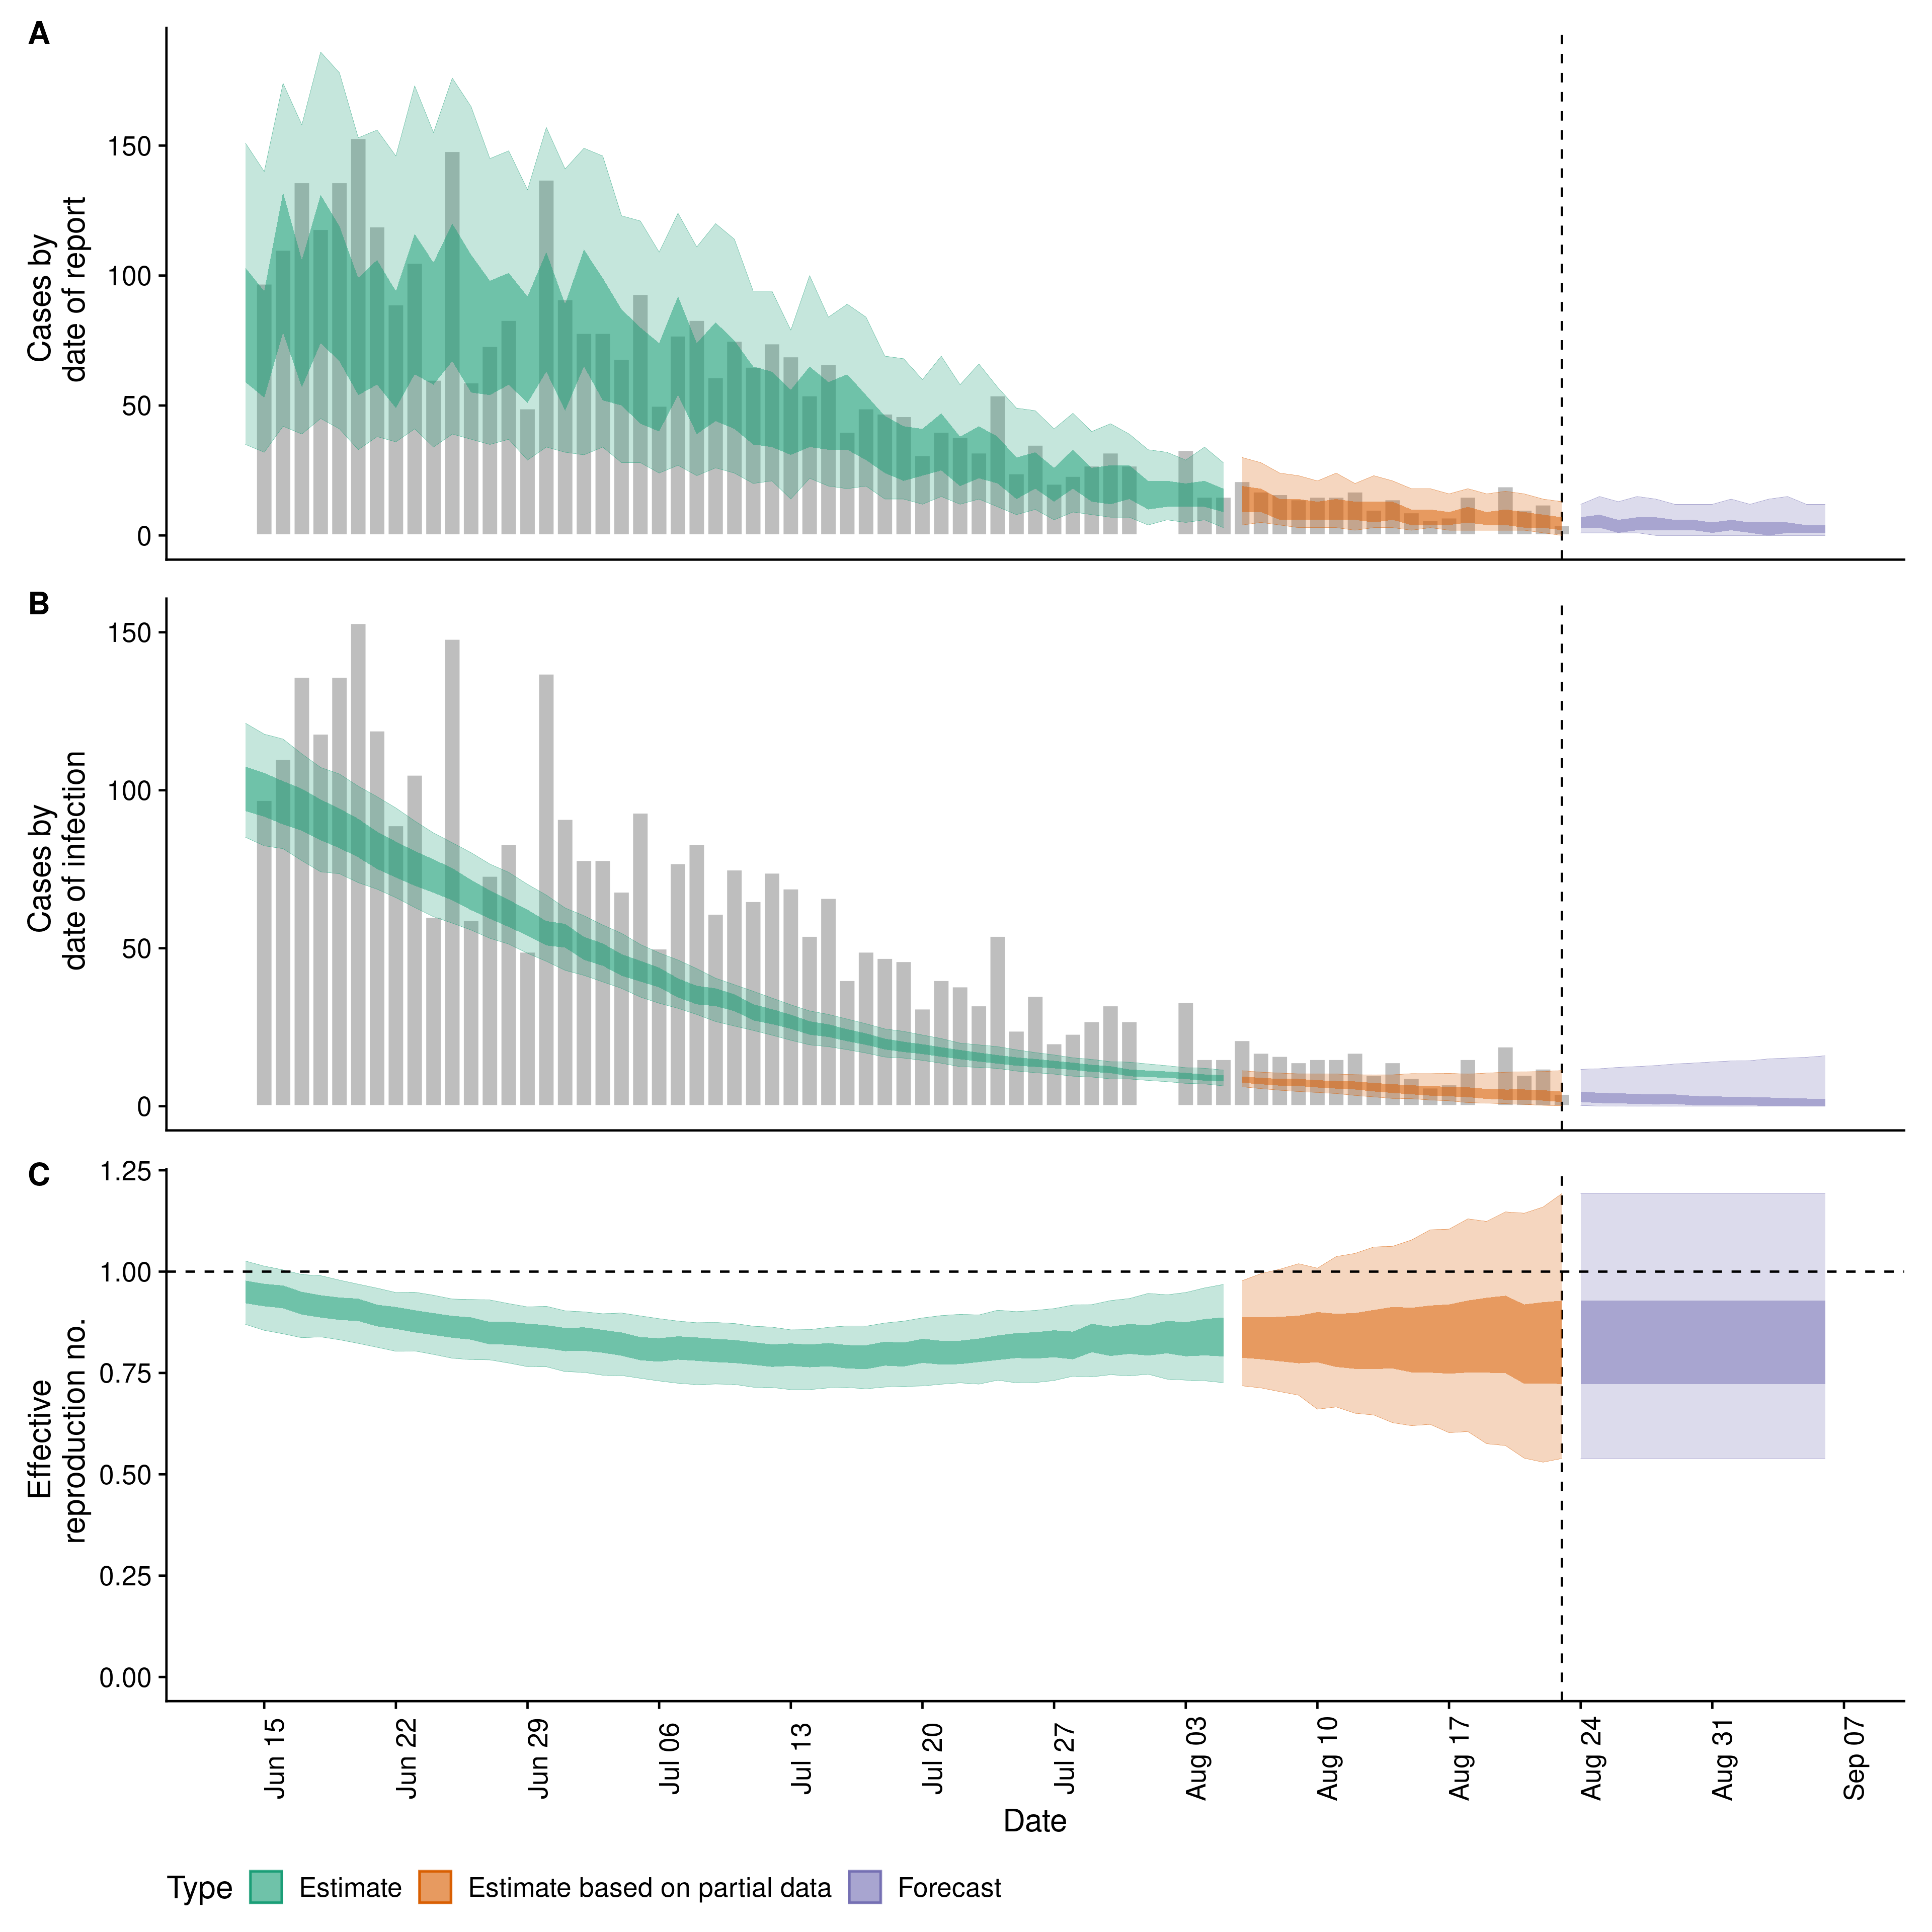 A
150
100
50
0
Cases by
date of report
B
150
100
50
0
Cases by
date of infection
C
1.25
1.00
0.75
0.50
0.25
0.00
Effective
reproduction no.
Jun 15
Jun 22
Jun 29
Jul 06
Jul 13
Jul 20
Jul 27
Aug 03
Aug 10
Aug 17
Aug 24
Aug 31
Sep 07
Date
Type Estimate Estimate based on partial data Forecast